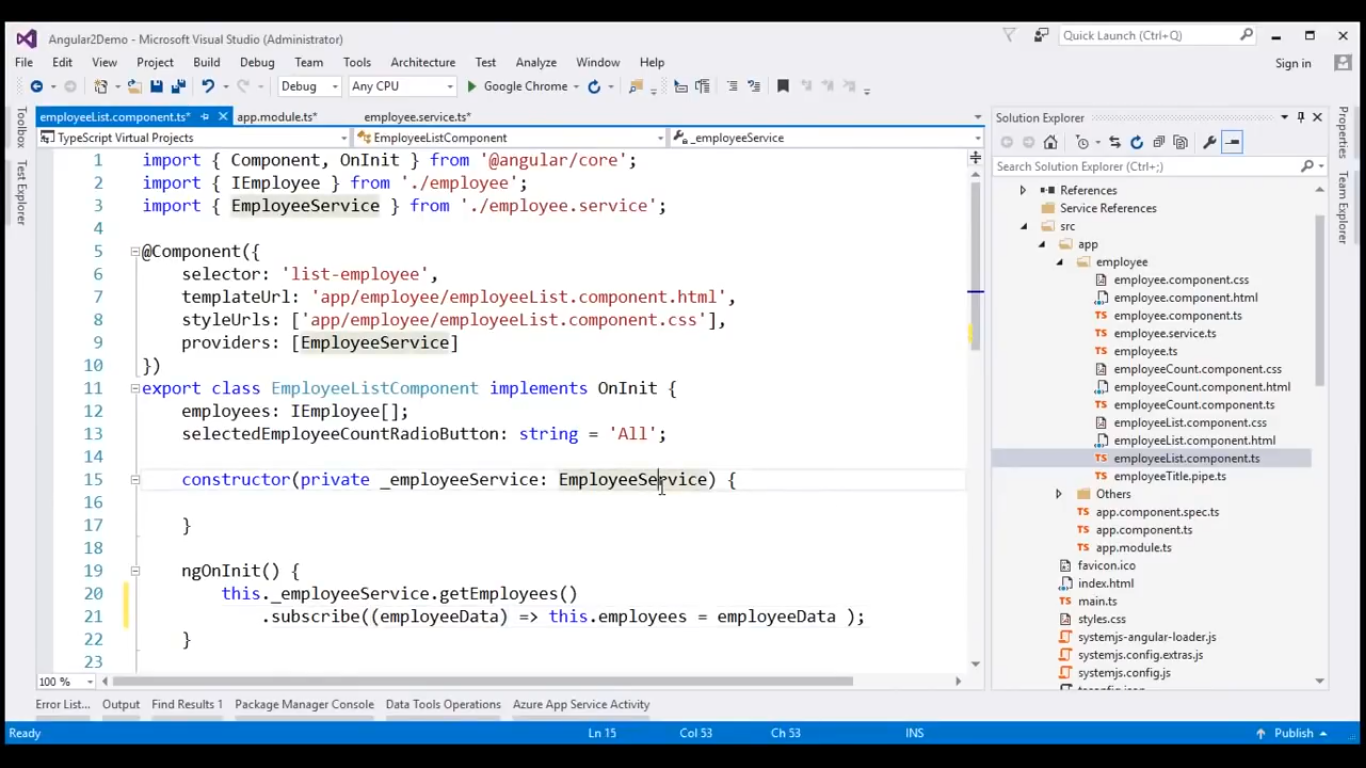 Angular2Demo - Microsoft Visual Studio (Administrator)
Quick Launch (Ctrl+Q)
File Edit View Project Build Debug Team Tools Architecture Test Analyze Window Help
Sign in
Debug Any CPU Google Chrome
employeeList.component.ts* app.module.ts* employee.service.ts*
TypeScript Virtual Projects EmployeeListComponent _employeeService
Toolbox
Test Explorer
1 import { Component, OnInit } from '@angular/core';
2 import { IEmployee } from './employee';
3 import { EmployeeService } from './employee.service';
4
5 @Component({
6 selector: 'list-employee',
7 templateUrl: 'app/employee/employeeList.component.html',
8 styleUrls: ['app/employee/employeeList.component.css'],
9 providers: [EmployeeService]
10 })
11 export class EmployeeListComponent implements OnInit {
12 employees: IEmployee[];
13 selectedEmployeeCountRadioButton: string = 'All';
14
15 constructor(private _employeeService: EmployeeService) {
16
17 }
18
19 ngOnInit() {
20 this._employeeService.getEmployees()
21 .subscribe((employeeData) => this.employees = employeeData );
22 }
23
100 %
Solution Explorer
Search Solution Explorer (Ctrl+;)
References
Service References
src
app
employee
employee.component.css
employee.component.html
employee.component.ts
employee.service.ts
employee.ts
employeeCount.component.css
employeeCount.component.html
employeeCount.component.ts
employeeList.component.css
employeeList.component.html
employeeList.component.ts
employeeTitle.pipe.ts
Others
app.component.spec.ts
app.component.ts
app.module.ts
favicon.ico
index.html
main.ts
styles.css
systemjs-angular-loader.js
systemjs.config.extras.js
systemjs.config.js
Properties
Team Explorer
Error List... Output Find Results 1 Package Manager Console Data Tools Operations Azure App Service Activity
Ready Ln 15 Col 53 Ch 53 INS Publish